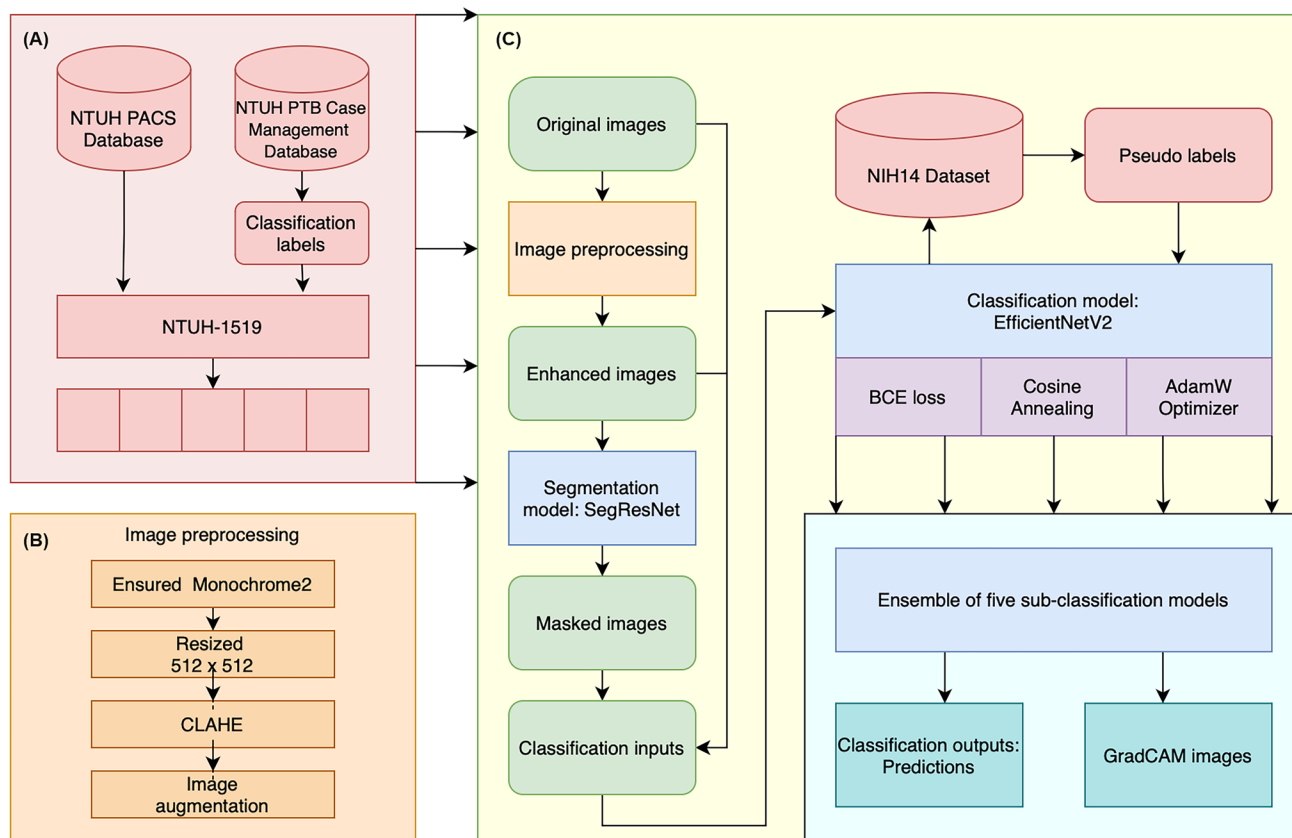 (A)
NTUH PACS
Database
NTUH PTB Case
Management
Database
Classification
labels
NTUH-1519
(B)
Image preprocessing
Ensured Monochrome2
Resized
512 x 512
CLAHE
Image
augmentation
(C)
Original images
Image preprocessing
Enhanced images
Segmentation
model: SegResNet
Masked images
Classification inputs
NIH14 Dataset
Pseudo labels
Classification model:
EfficientNetV2
BCE loss
Cosine
Annealing
AdamW
Optimizer
Ensemble of five sub-classification models
Classification outputs:
Predictions
GradCAM images